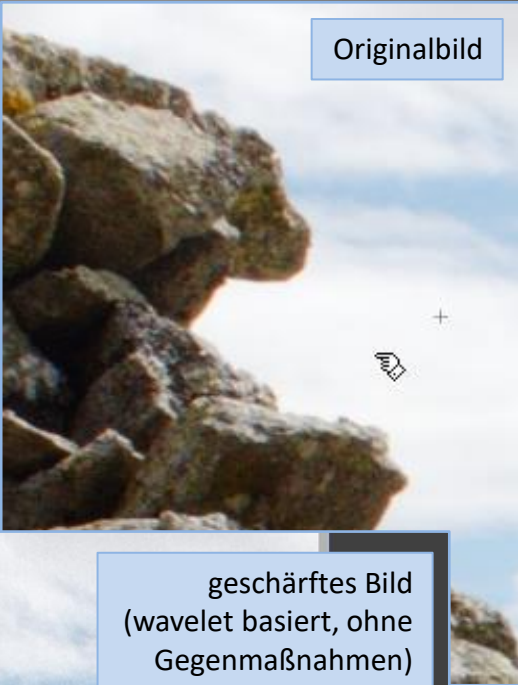 Originalbild
geschärftes Bild
(wavelet basiert, ohne
Gegenmaßnahmen)